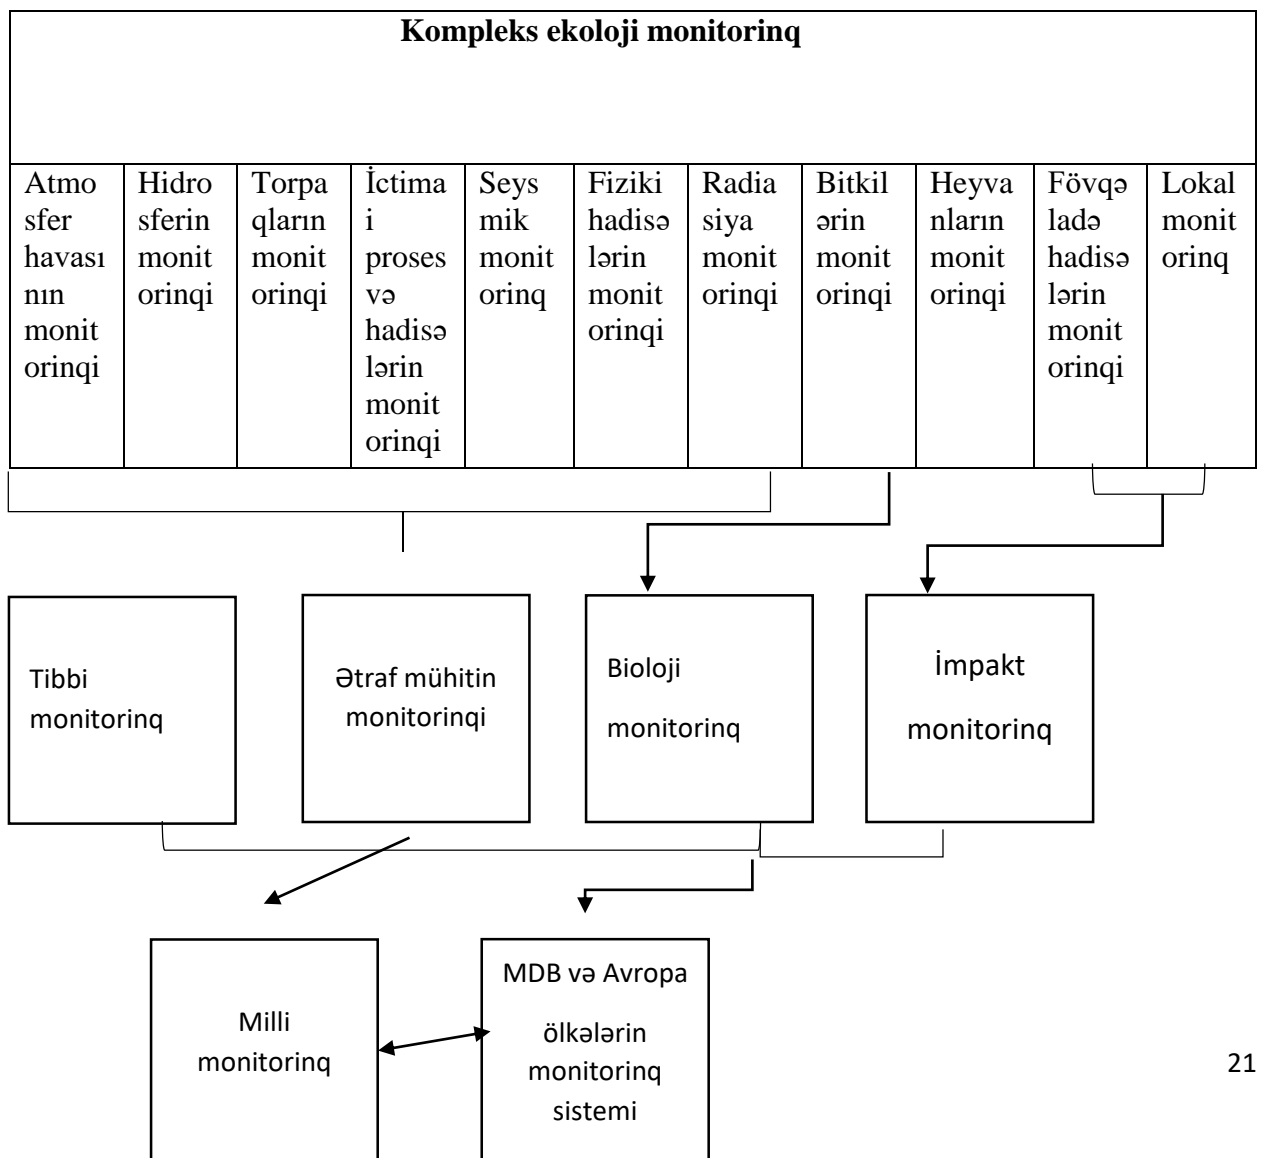 Kompleks ekoloji monitorinq
Atmo
sfer
havası
nın
monit
orinqi
Hidro
sferin
monit
orinqi
Torpa
qların
monit
orinqi
İctima
i
proses
və
hadisə
lərin
monit
orinqi
Seys
mik
monit
orinq
Fiziki
hadisə
lərin
monit
orinqi
Radia
siya
monit
orinqi
Bitkil
ərin
monit
orinqi
Heyva
nların
monit
orinqi
Fövqə
ladə
hadisə
lərin
monit
orinqi
Lokal
monit
orinq
Tibbi
monitorinq
Ətraf mühitin
monitorinqi
Bioloji
monitorinq
İmpakt
monitorinq
Milli
monitorinq
MDB və Avropa
ölkələrin
monitorinq
sistemi
21